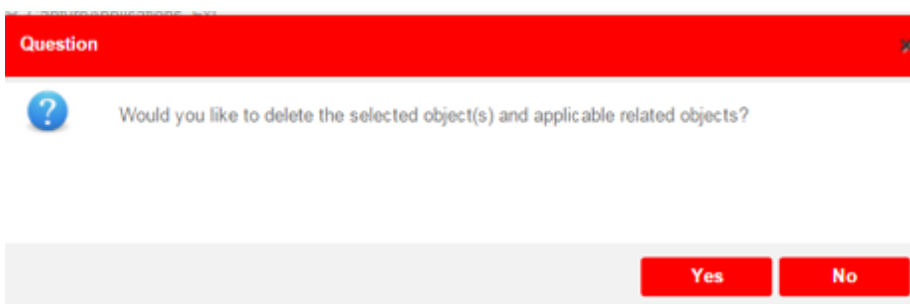 Question
Would you like to delete the selected object(s) and applicable related objects?
Yes No